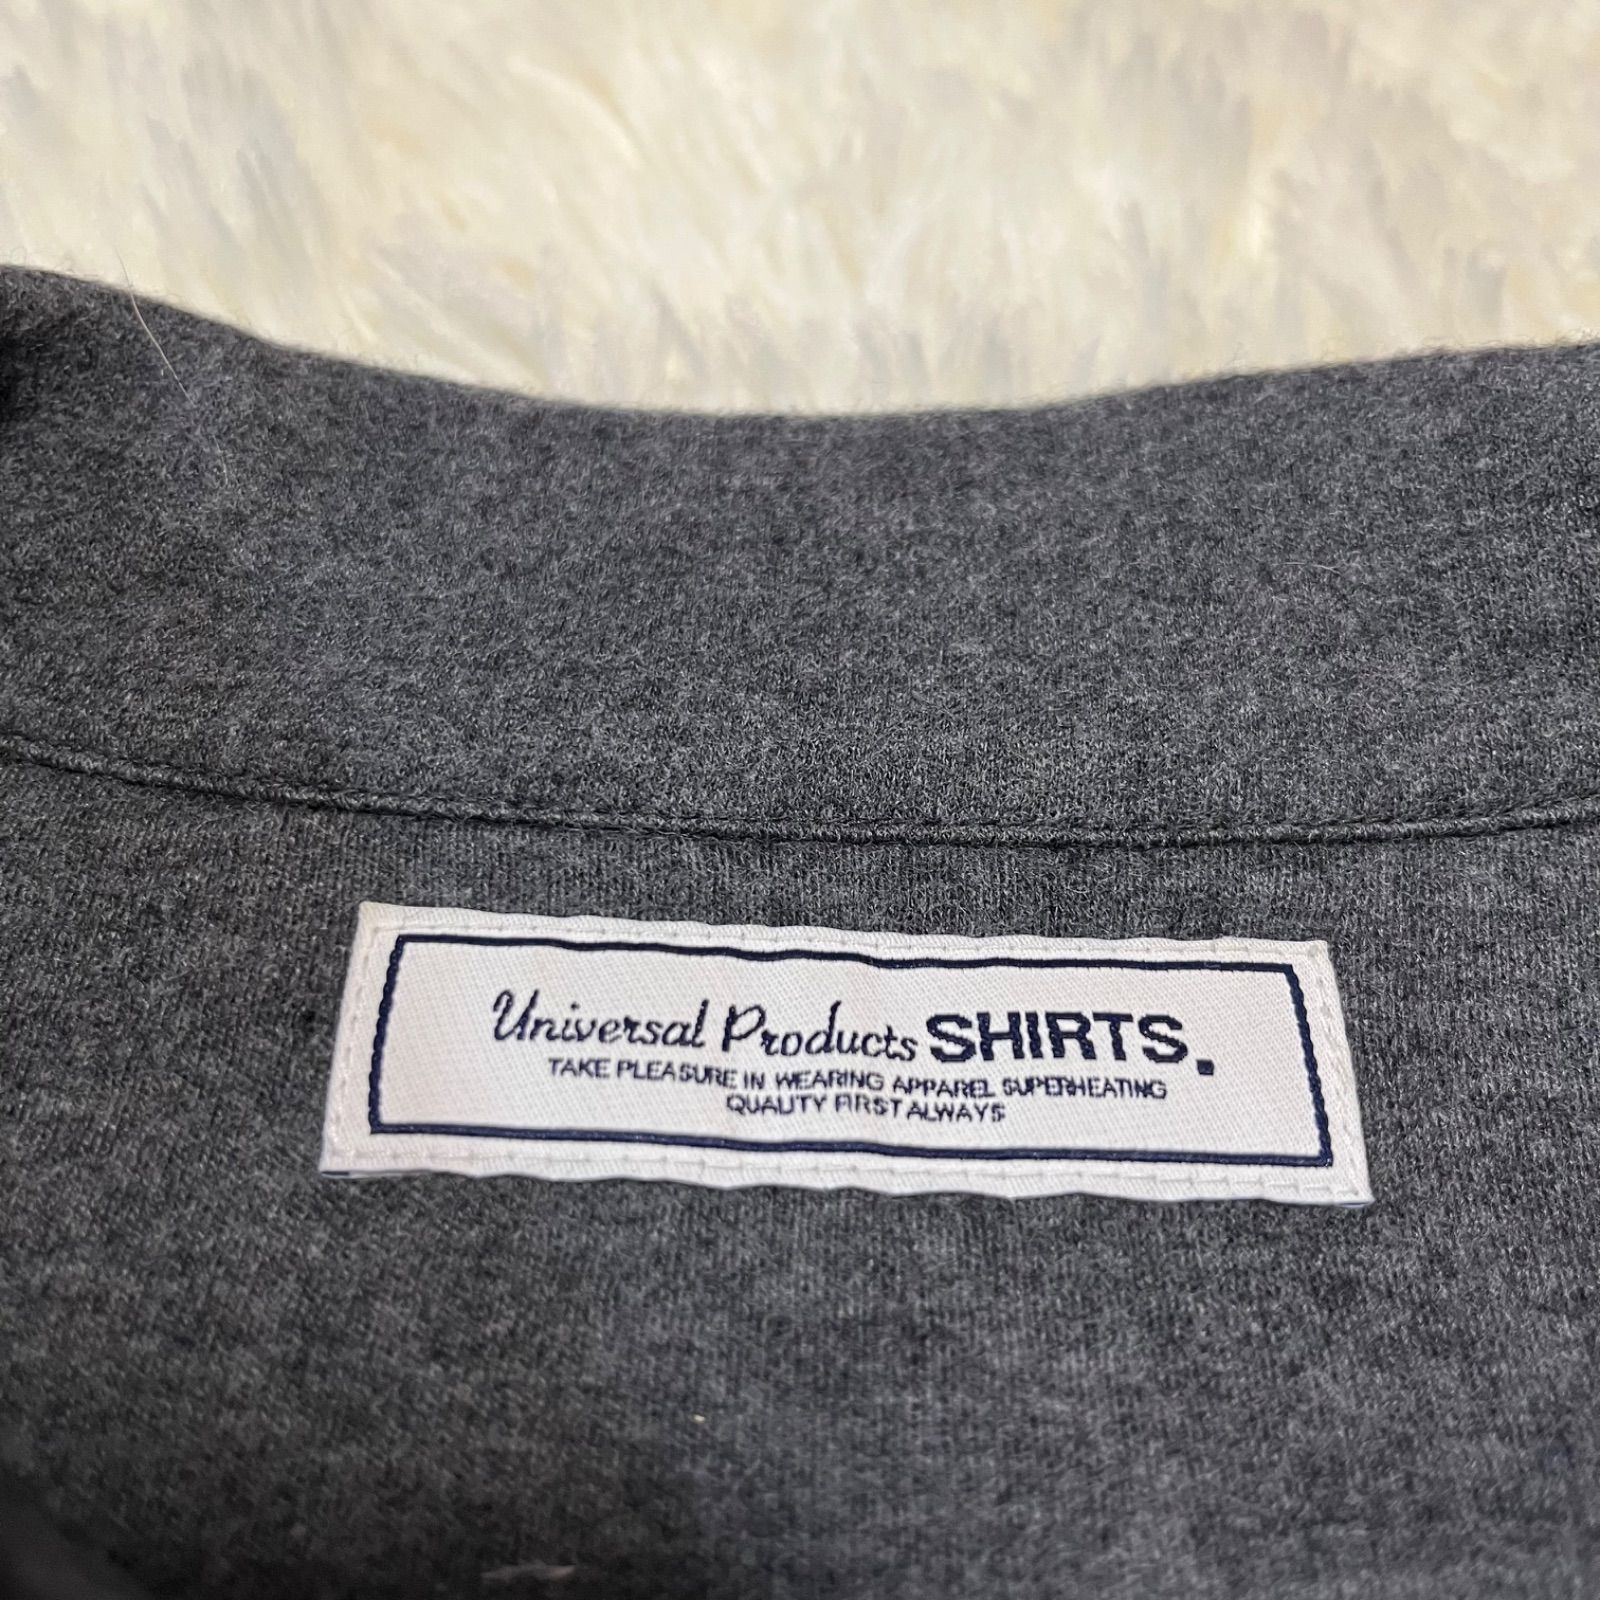 Universal Products SHIRTS.
TAKE PLEASURE IN WEARING APPAREL SUPERHEATING
QUALITY FIRST ALWAYS